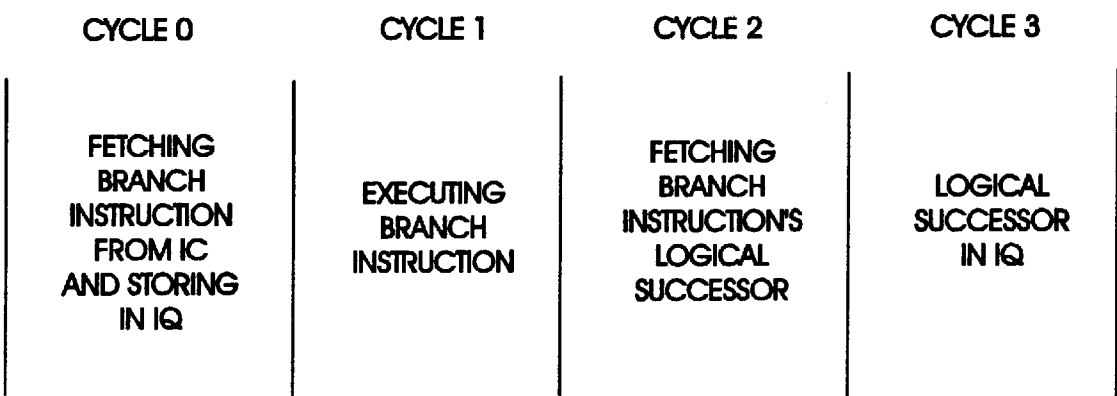 CYCLE 0
CYCLE 1
CYCLE 2
CYCLE 3
FETCHING
BRANCH
INSTRUCTION
FROM IC
AND STORING
IN IQ
EXECUTING
BRANCH
INSTRUCTION
FETCHING
BRANCH
INSTRUCTION'S
LOGICAL
SUCCESSOR
LOGICAL
SUCCESSOR
IN IQ